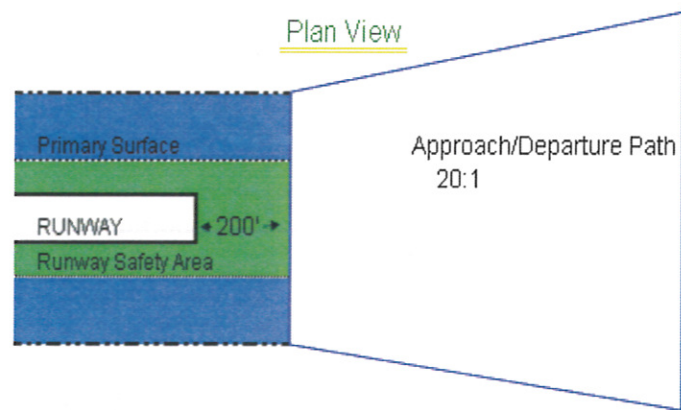 Plan View
Primary Surface
Approach/Departure Path
20:1
RUNWAY
200'
Runway Safety Area